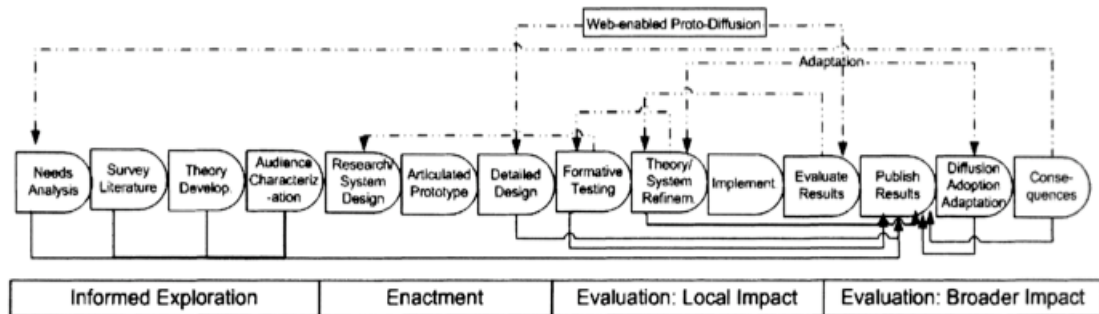 Web-enabled Proto-Diffusion
Adaptation
Needs
Analysis
Survey
Literature
Theory
Develop.
Audience
Characteriz
-ation
Research/
System
Design
Articulated
Prototype
Detailed
Design
Formative
Testing
Theory/
System
Refinem.
Implement
Evaluate
Results
Publish
Results
Diffusion
Adoption
Adaptation
Conse-
quences
Informed Exploration
Enactment
Evaluation: Local Impact
Evaluation: Broader Impact